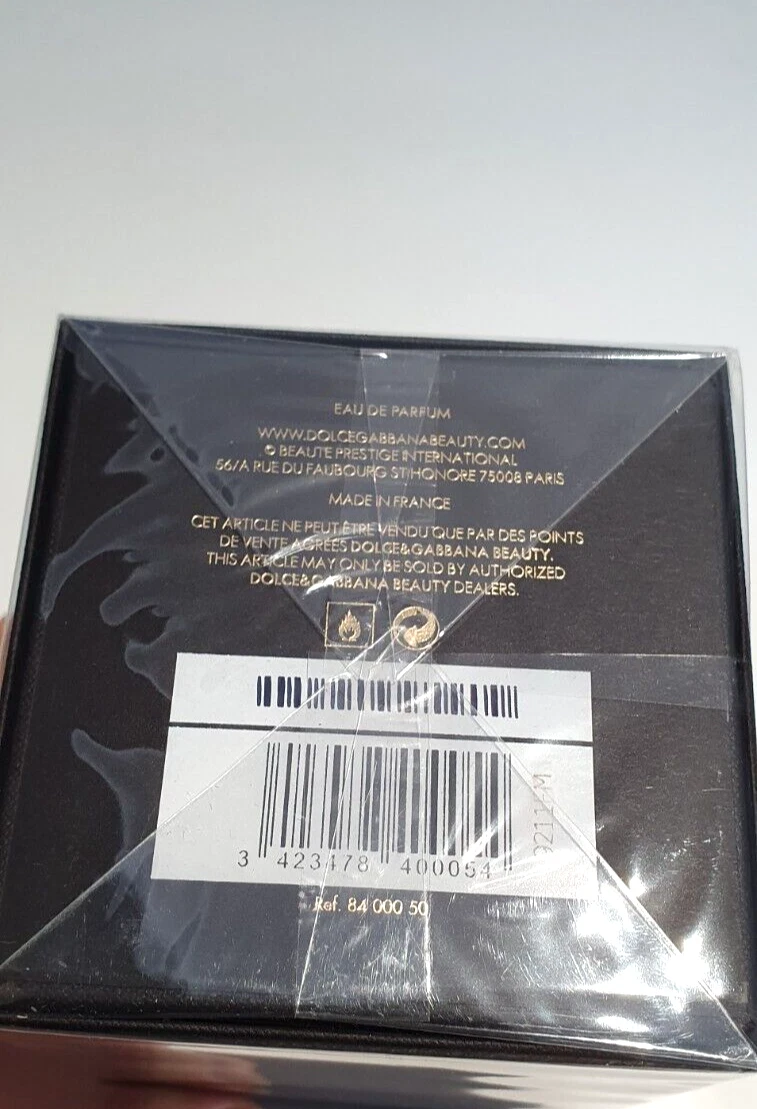 EAU DE PARFUM
WWW.DOLCEGABBANABEAUTY.COM
© BEAUTE PRESTIGE INTERNATIONAL
56/A RUE DU FAUBOURG ST/HONORE 75008 PARIS
MADE IN FRANCE
CET ARTICLE NE PEUT ÊTRE VENDU QUE PAR DES POINTS
DE VENTE AGRÉÉS DOLCE&GABBANA BEAUTY.
THIS ARTICLE MAY ONLY BE SOLD BY AUTHORIZED
DOLCE&GABBANA BEAUTY DEALERS.
3 423478 400054
Ref. 84 000 50